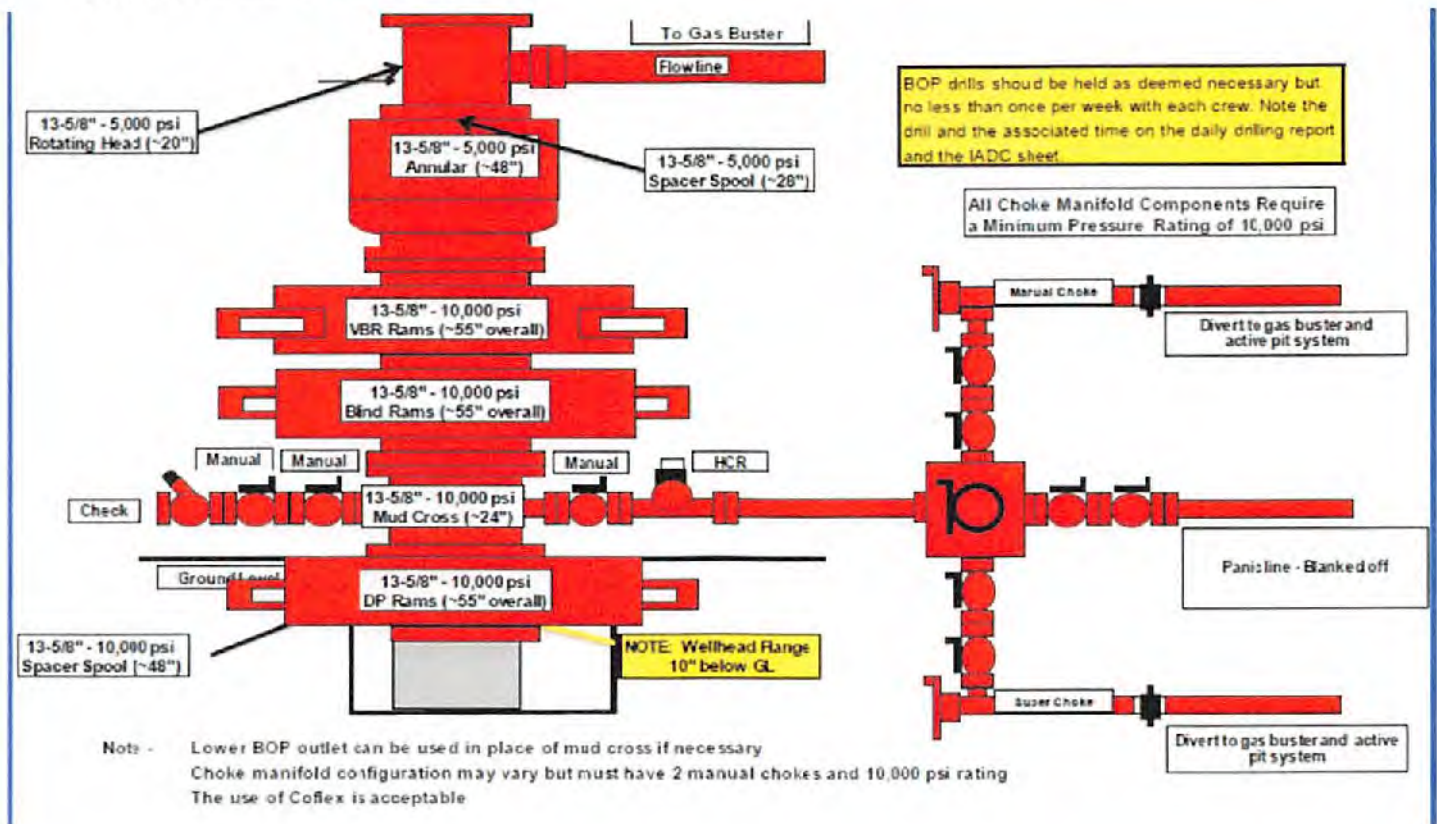 To Gas Buster
Flowline
13-5/8" - 5,000 psi
Rotating Head (~20")
13-5/8" - 5,000 psi
Annular (~48")
13-5/8" - 5,000 psi
Spacer Spool (~28")
BOP drills should be held as deemed necessary but
no less than once per week with each crew. Note the
drill and the associated time on the daily drilling report
and the IADC sheet.
All Choke Manifold Components Require
a Minimum Pressure Rating of 10,000 psi
13-5/8" - 10,000 psi
VBR Rams (~55" overall)
Manual Choke
Divert to gas buster and
active pit system
13-5/8" - 10,000 psi
Blind Rams (~55" overall)
Manual
Manual
Manual
HCR
Check
13-5/8" - 10,000 psi
Mud Cross (~24")
Panicline - Blanked off
Ground Level
13-5/8" - 10,000 psi
DP Rams (~55" overall)
13-5/8" - 10,000 psi
Spacer Spool (~48")
NOTE: Wellhead Flange
10" below GL
Super Choke
Divert to gas buster and active
pit system
Note - Lower BOP outlet can be used in place of mud cross if necessary
Choke manifold configuration may vary but must have 2 manual chokes and 10,000 psi rating
The use of Coflex is acceptable